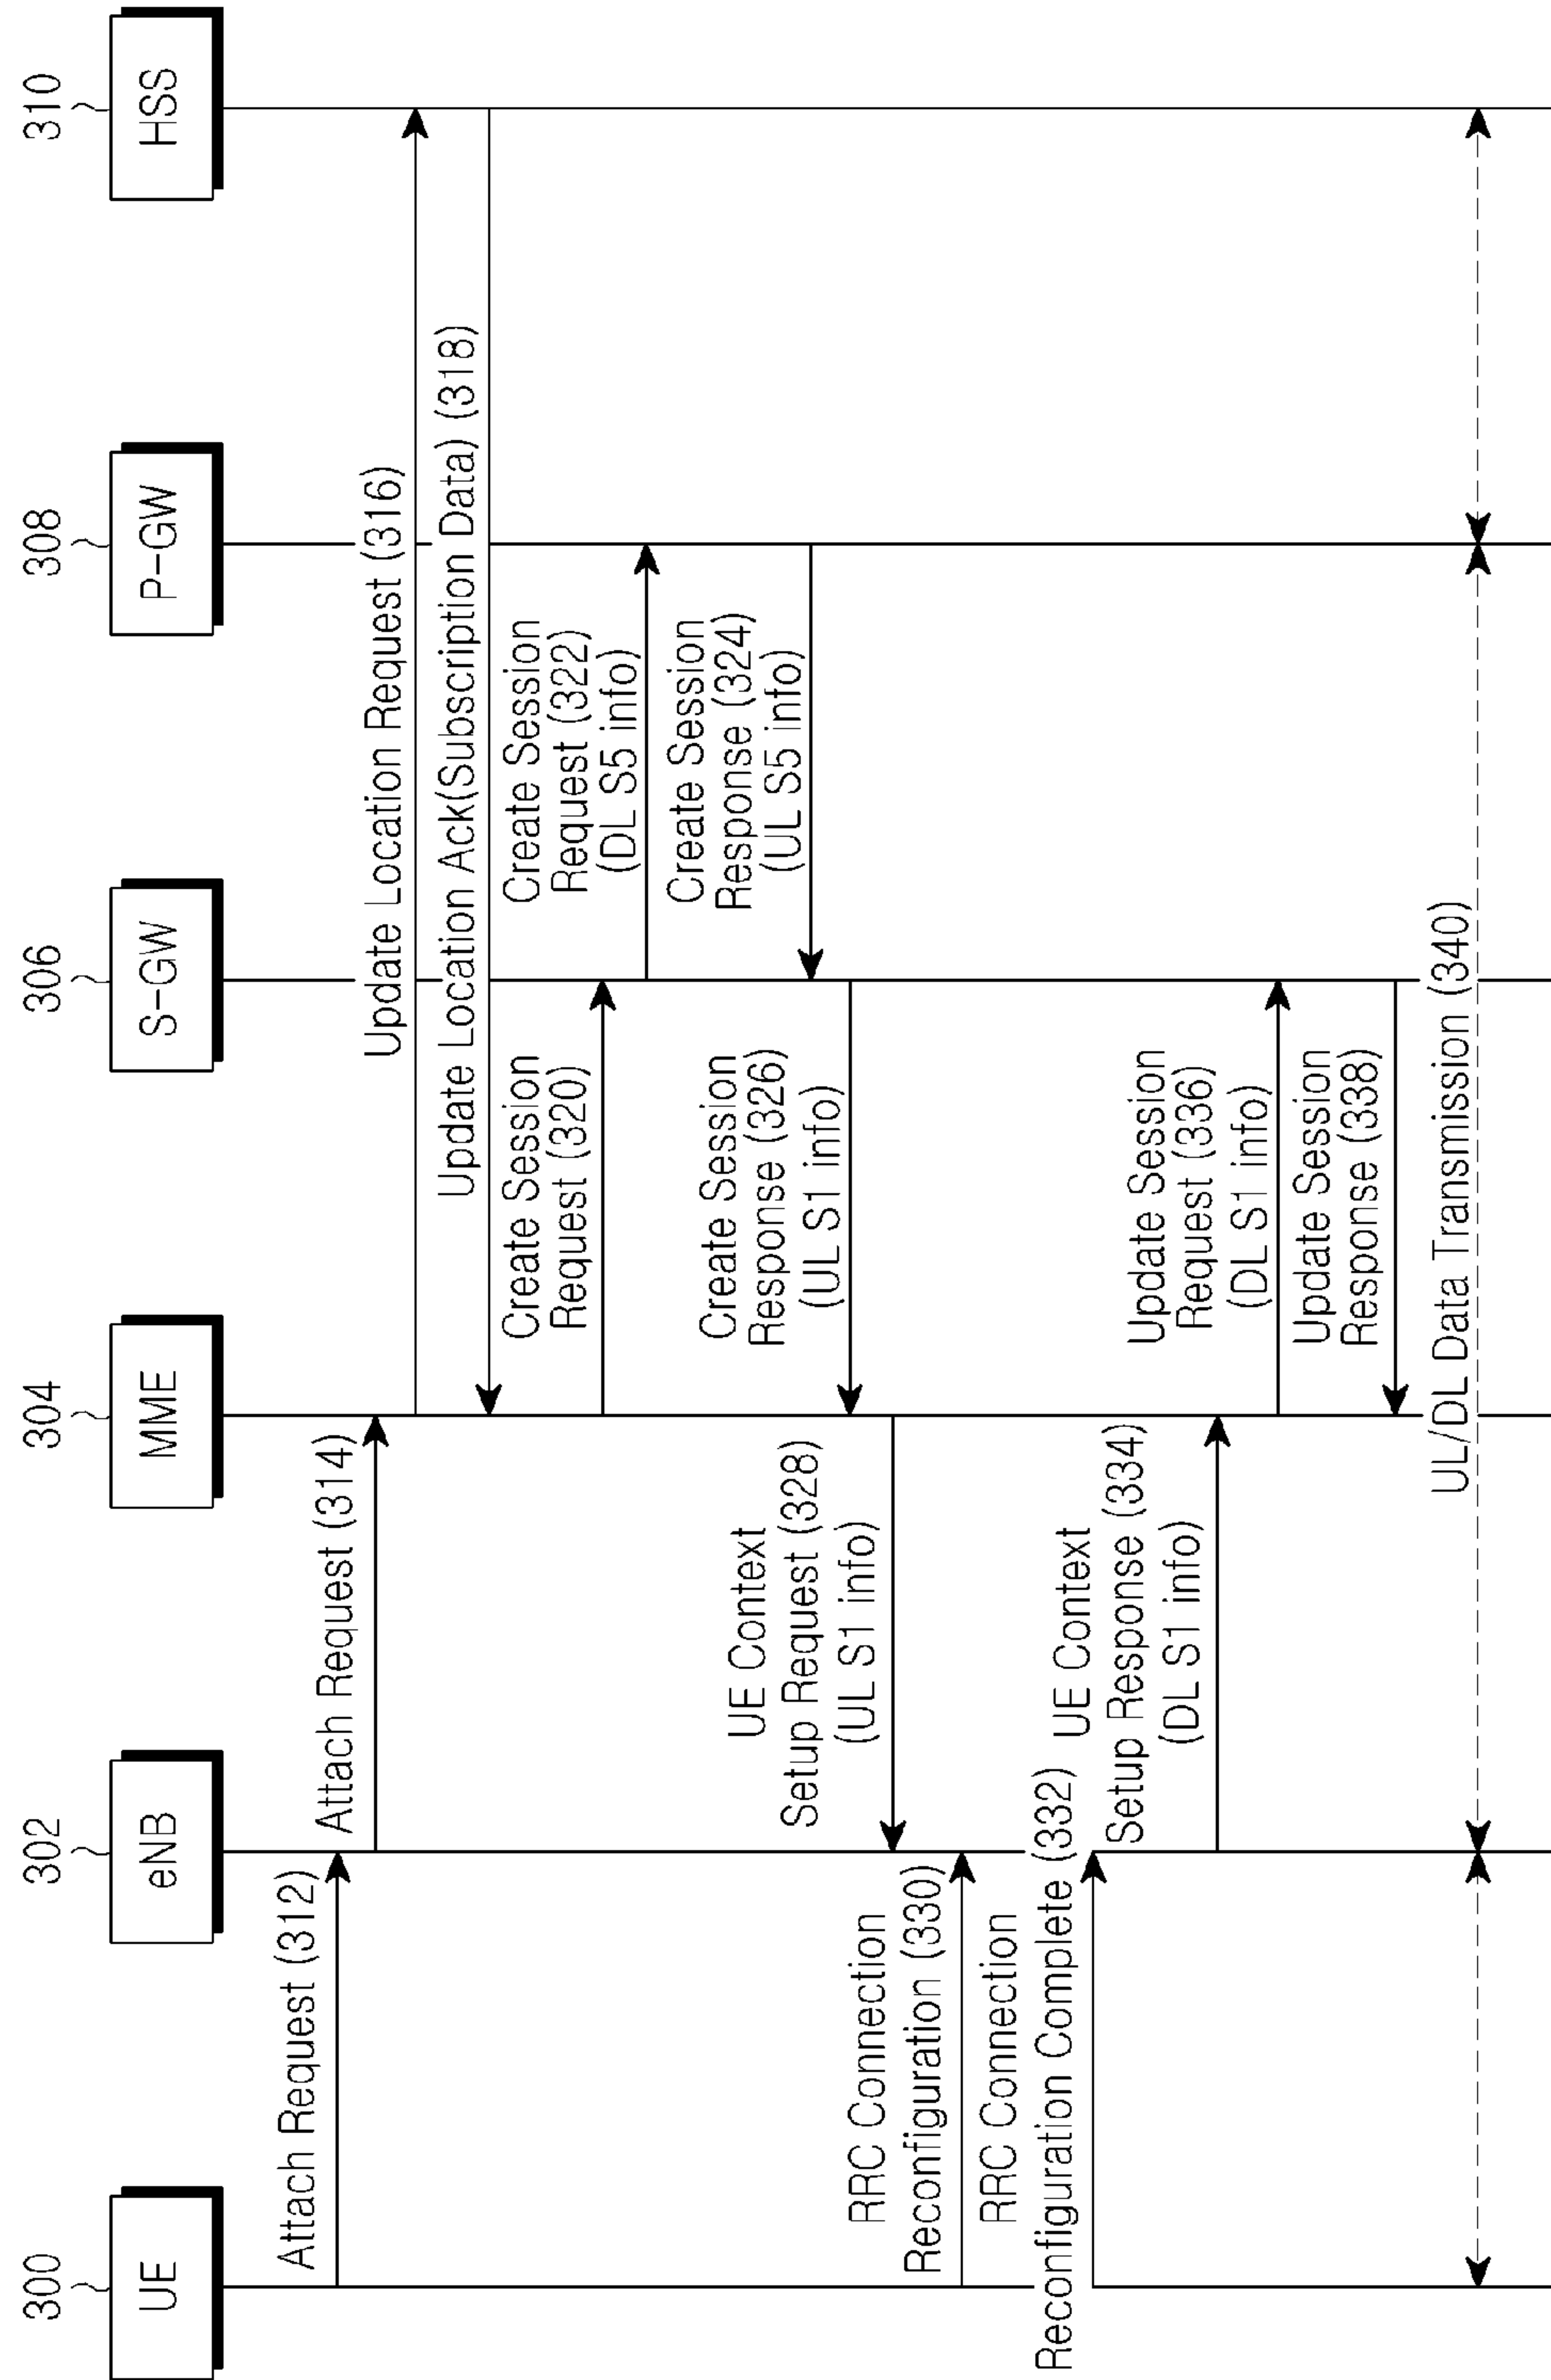 300
302
304
306
308
310
UE
eNB
MME
S-GW
P-GW
HSS
Attach Request (312)
Attach Request (314)
Update Location Request (316)
Update Location Ack(Subscription Data) (318)
Create Session
Request (320)
Create Session
Request (322)
(DL S5 info)
Create Session
Response (324)
(UL S5 info)
Create Session
Response (326)
(UL S1 info)
UE Context
Setup Request (328)
(UL S1 info)
RRC Connection
Reconfiguration (330)
RRC Connection
Reconfiguration Complete (332)
UE Context
Setup Response (334)
(DL S1 info)
Update Session
Request (336)
(DL S1 info)
Update Session
Response (338)
UL/DL Data Transmission (340)